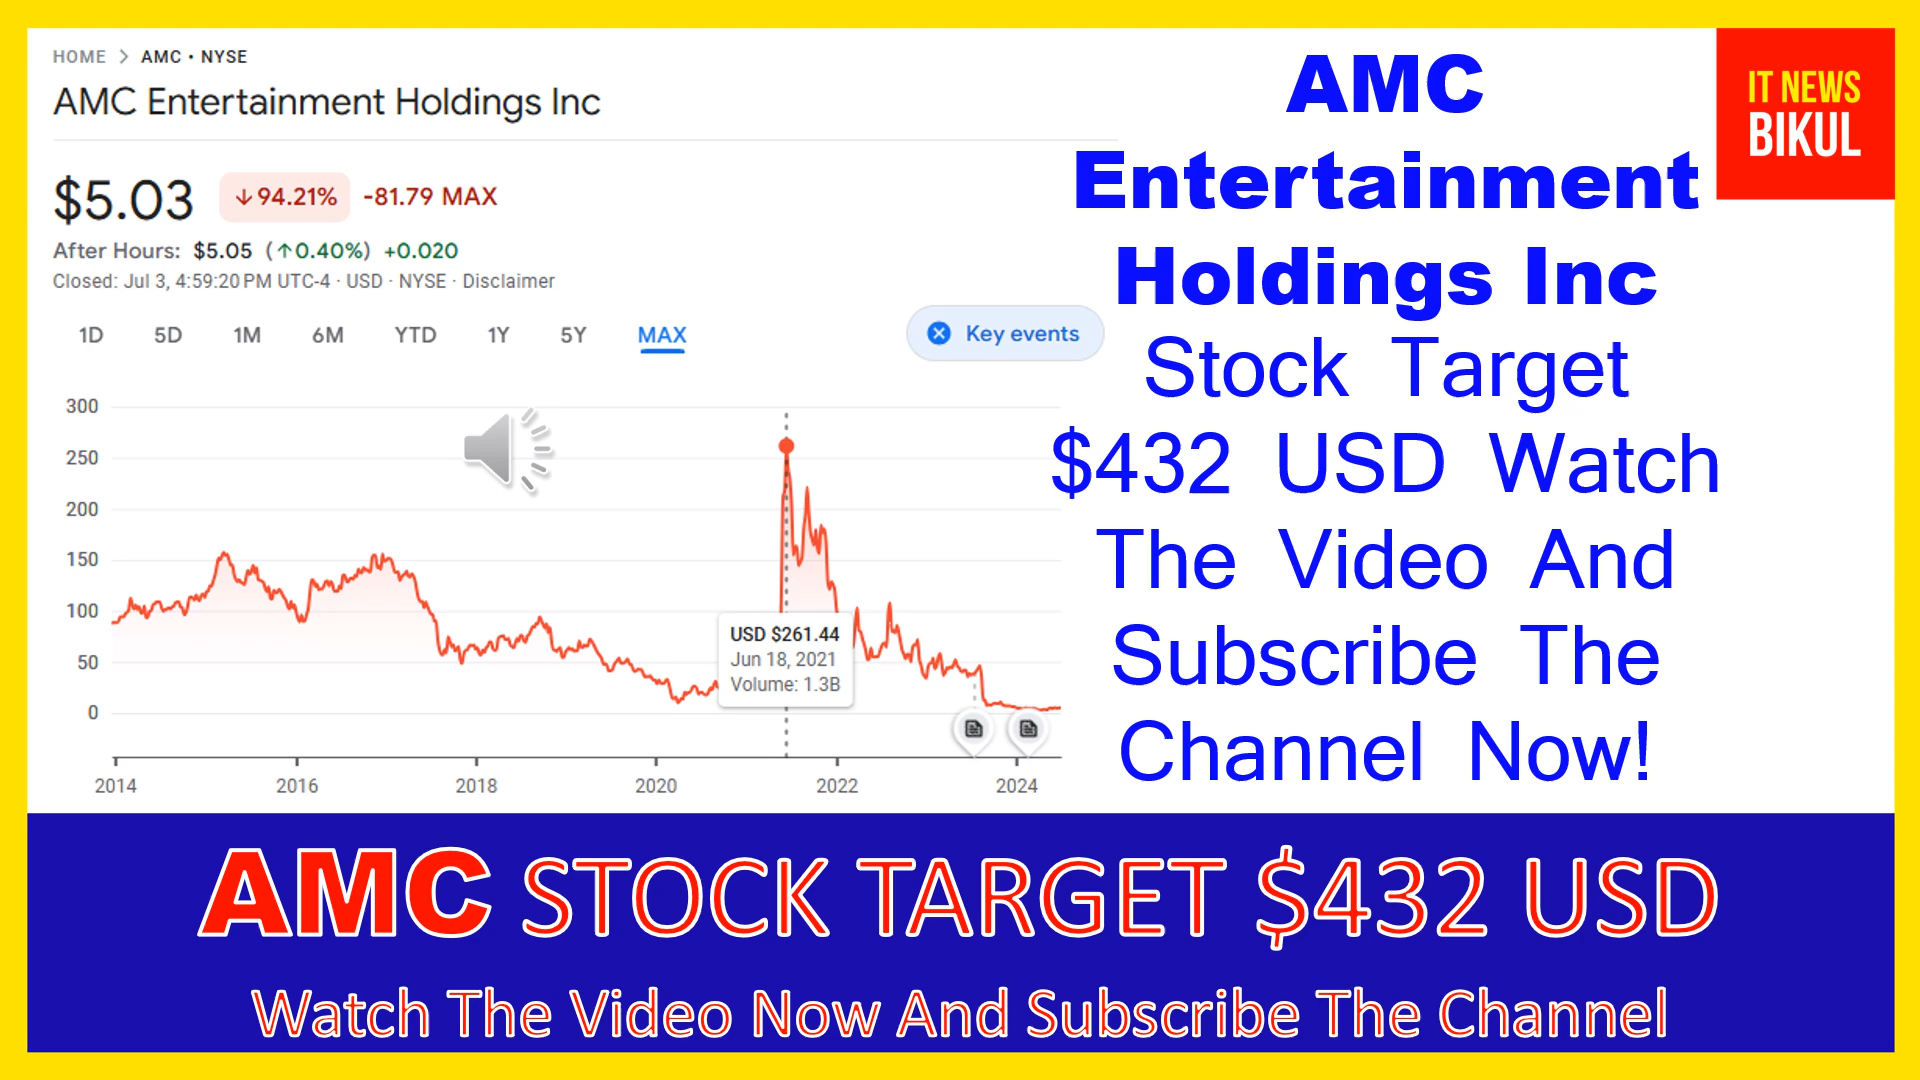 HOME > AMC • NYSE
AMC Entertainment Holdings Inc
$5.03 ↓94.21% -81.79 MAX
After Hours: $5.05 (↑0.40%) +0.020
Closed: Jul 3, 4:59:20 PM UTC-4 · USD · NYSE · Disclaimer
1D 5D 1M 6M YTD 1Y 5Y MAX
Key events
300
250
200
150
100
50
0
USD $261.44
Jun 18, 2021
Volume: 1.3B
2014 2016 2018 2020 2022 2024
AMC
Entertainment
Holdings Inc
Stock Target
$432 USD Watch
The Video And
Subscribe The
Channel Now!
IT NEWS
BIKUL
AMC STOCK TARGET $432 USD
Watch The Video Now And Subscribe The Channel